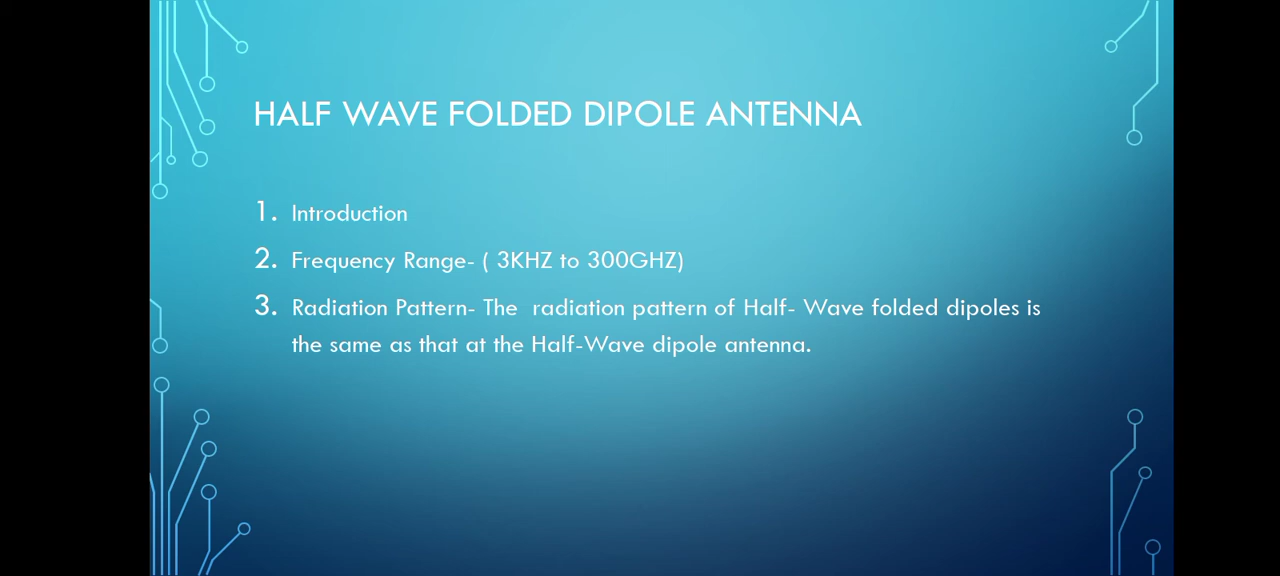 HALF WAVE FOLDED DIPOLE ANTENNA
1. Introduction
2. Frequency Range- ( 3KHZ to 300GHZ)
3. Radiation Pattern- The  radiation pattern of Half- Wave folded dipoles is
the same as that at the Half-Wave dipole antenna.